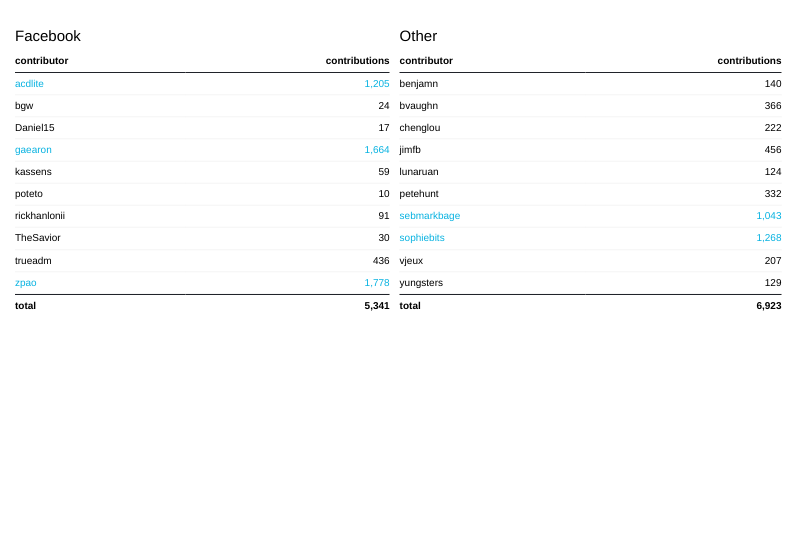 Facebook
contributor contributions
acdlite 1,205
bgw 24
Daniel15 17
gaearon 1,664
kassens 59
poteto 10
rickhanlonii 91
TheSavior 30
trueadm 436
zpao 1,778
total 5,341
Other
contributor contributions
benjamn 140
bvaughn 366
chenglou 222
jimfb 456
lunaruan 124
petehunt 332
sebmarkbage 1,043
sophiebits 1,268
vjeux 207
yungsters 129
total 6,923